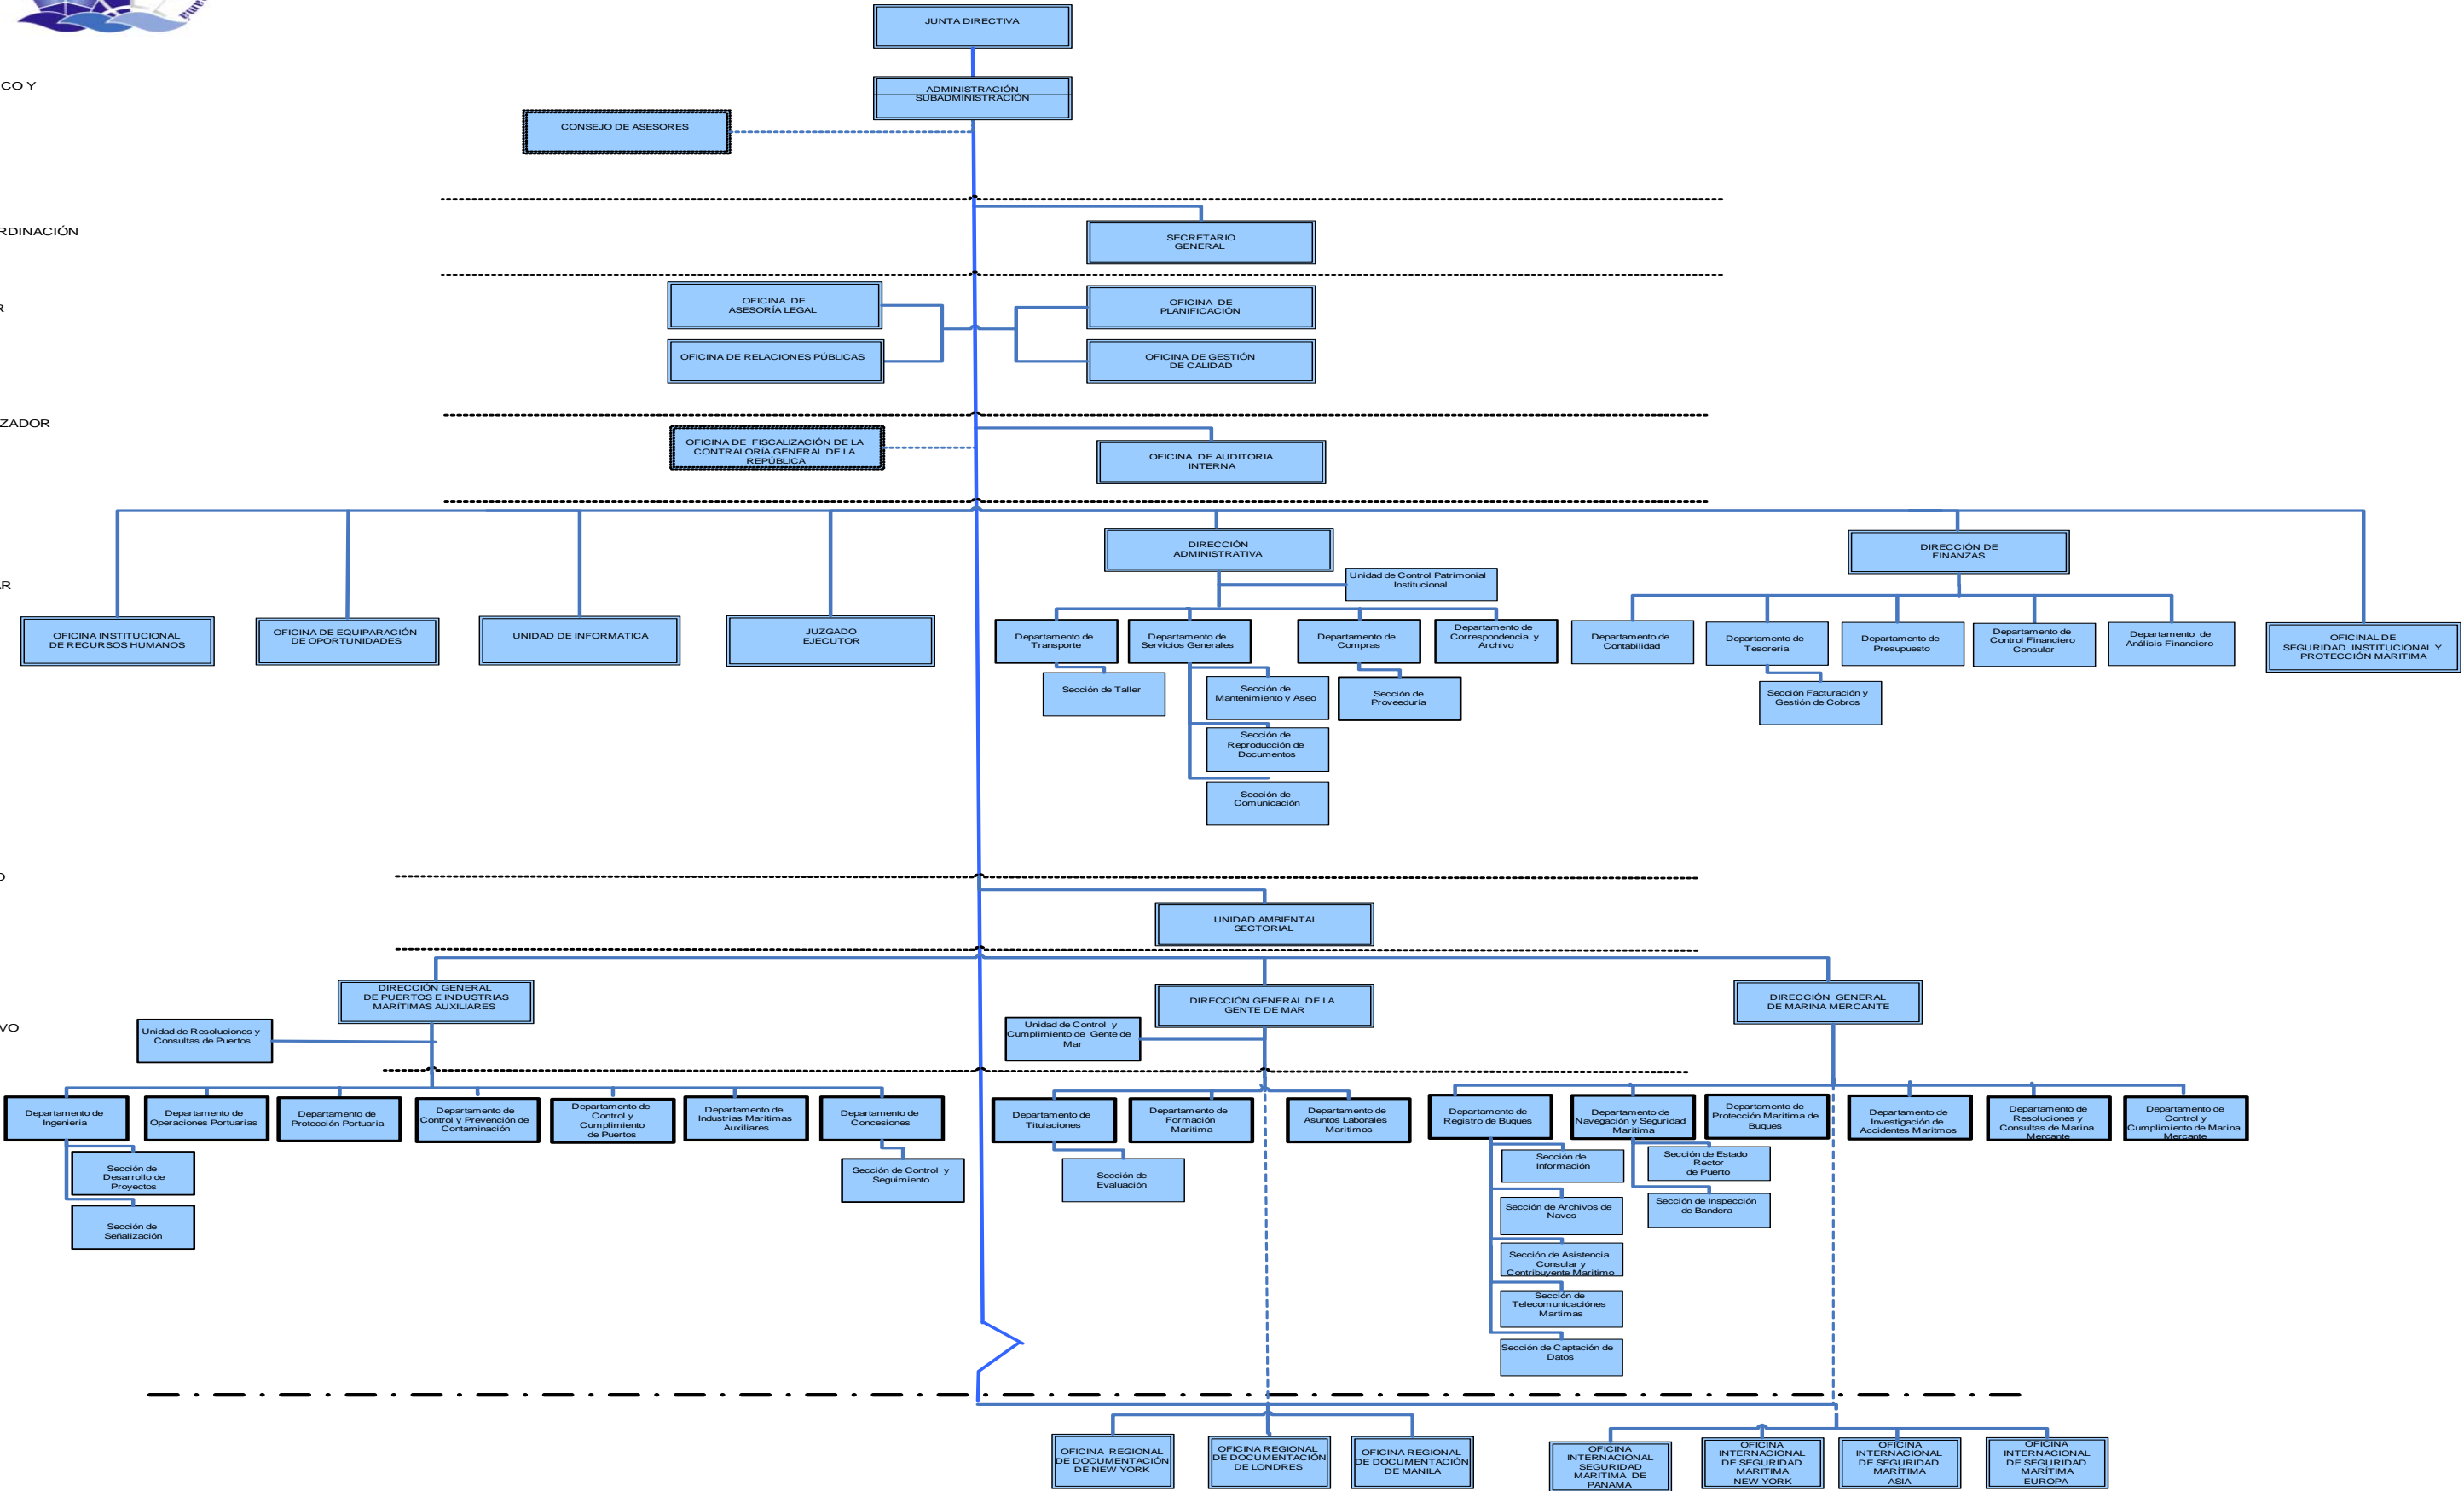 JUNTA DIRECTIVA
CO Y
ADMINISTRACIÓN
SUBADMINISTRACIÓN
CONSEJO DE ASESORES
RDINACIÓN
SECRETARIO
GENERAL
R
OFICINA DE
ASESORÍA LEGAL
OFICINA DE
PLANIFICACIÓN
OFICINA DE RELACIONES PÚBLICAS
OFICINA DE GESTIÓN
DE CALIDAD
ZADOR
OFICINA DE FISCALIZACIÓN DE LA
CONTRALORÍA GENERAL DE LA
REPÚBLICA
OFICINA DE AUDITORIA
INTERNA
DIRECCIÓN
ADMINISTRATIVA
DIRECCIÓN DE
FINANZAS
AR
Unidad de Control Patrimonial
Institucional
OFICINA INSTITUCIONAL
DE RECURSOS HUMANOS
OFICINA DE EQUIPARACIÓN
DE OPORTUNIDADES
UNIDAD DE INFORMATICA
JUZGADO
EJECUTOR
Departamento de
Transporte
Departamento de
Servicios Generales
Departamento de
Compras
Departamento de
Correspondencia y
Archivo
Departamento de
Contabilidad
Departamento de
Tesoreria
Departamento de
Presupuesto
Departamento de
Control Financiero
Consular
Departamento de
Análisis Financiero
OFICINAL DE
SEGURIDAD INSTITUCIONAL Y
PROTECCIÓN MARITIMA
Sección de Taller
Sección de
Mantenimiento y Aseo
Sección de
Proveeduría
Sección Facturación y
Gestión de Cobros
Sección de
Reproducción de
Documentos
Sección de
Comunicación
O
UNIDAD AMBIENTAL
SECTORIAL
DIRECCIÓN GENERAL
DE PUERTOS E INDUSTRIAS
MARÍTIMAS AUXILIARES
DIRECCIÓN GENERAL DE LA
GENTE DE MAR
DIRECCIÓN GENERAL
DE MARINA MERCANTE
VO
Unidad de Resoluciones y
Consultas de Puertos
Unidad de Control y
Cumplimiento de Gente de
Mar
Departamento de
Ingenieria
Departamento de
Operaciones Portuarias
Departamento de
Protección Portuaria
Departamento de
Control y Prevención de
Contaminación
Departamento de
Control y
Cumplimiento
de Puertos
Departamento de
Industrias Marítimas
Auxiliares
Departamento de
Concesiones
Departamento de
Titulaciones
Departamento de
Formación
Marítima
Departamento de
Asuntos Laborales
Maritimos
Departamento de
Registro de Buques
Departamento de
Navegación y Seguridad
Maritima
Departamento de
Protección Maritima de
Buques
Departamento de
Investigación de
Accidentes Maritmos
Departamento de
Resoluciones y
Consultas de Marina
Mercante
Departamento de
Control y
Cumplimiento de Marina
Mercante
Sección de
Desarrollo de
Proyectos
Sección de Control y
Seguimiento
Sección de
Evaluación
Sección de
Información
Sección de Estado
Rector
de Puerto
Sección de
Señalización
Sección de Archivos de
Naves
Sección de Inspección
de Bandera
Sección de Asistencia
Consular y
Contribuyente Maritimo
Sección de
Telecomunicaciónes
Martimas
Sección de Captación de
Datos
OFICINA REGIONAL
DE DOCUMENTACIÓN
DE NEW YORK
OFICINA REGIONAL
DE DOCUMENTACIÓN
DE LONDRES
OFICINA REGIONAL
DE DOCUMENTACIÓN
DE MANILA
OFICINA
INTERNACIONAL
SEGURIDAD
MARITIMA DE
PANAMA
OFICINA
INTERNACIONAL
DE SEGURIDAD
MARITIMA
NEW YORK
OFICINA
INTERNACIONAL
DE SEGURIDAD
MARÍTIMA
ASIA
OFICINA
INTERNACIONAL
DE SEGURIDAD
MARÍTIMA
EUROPA